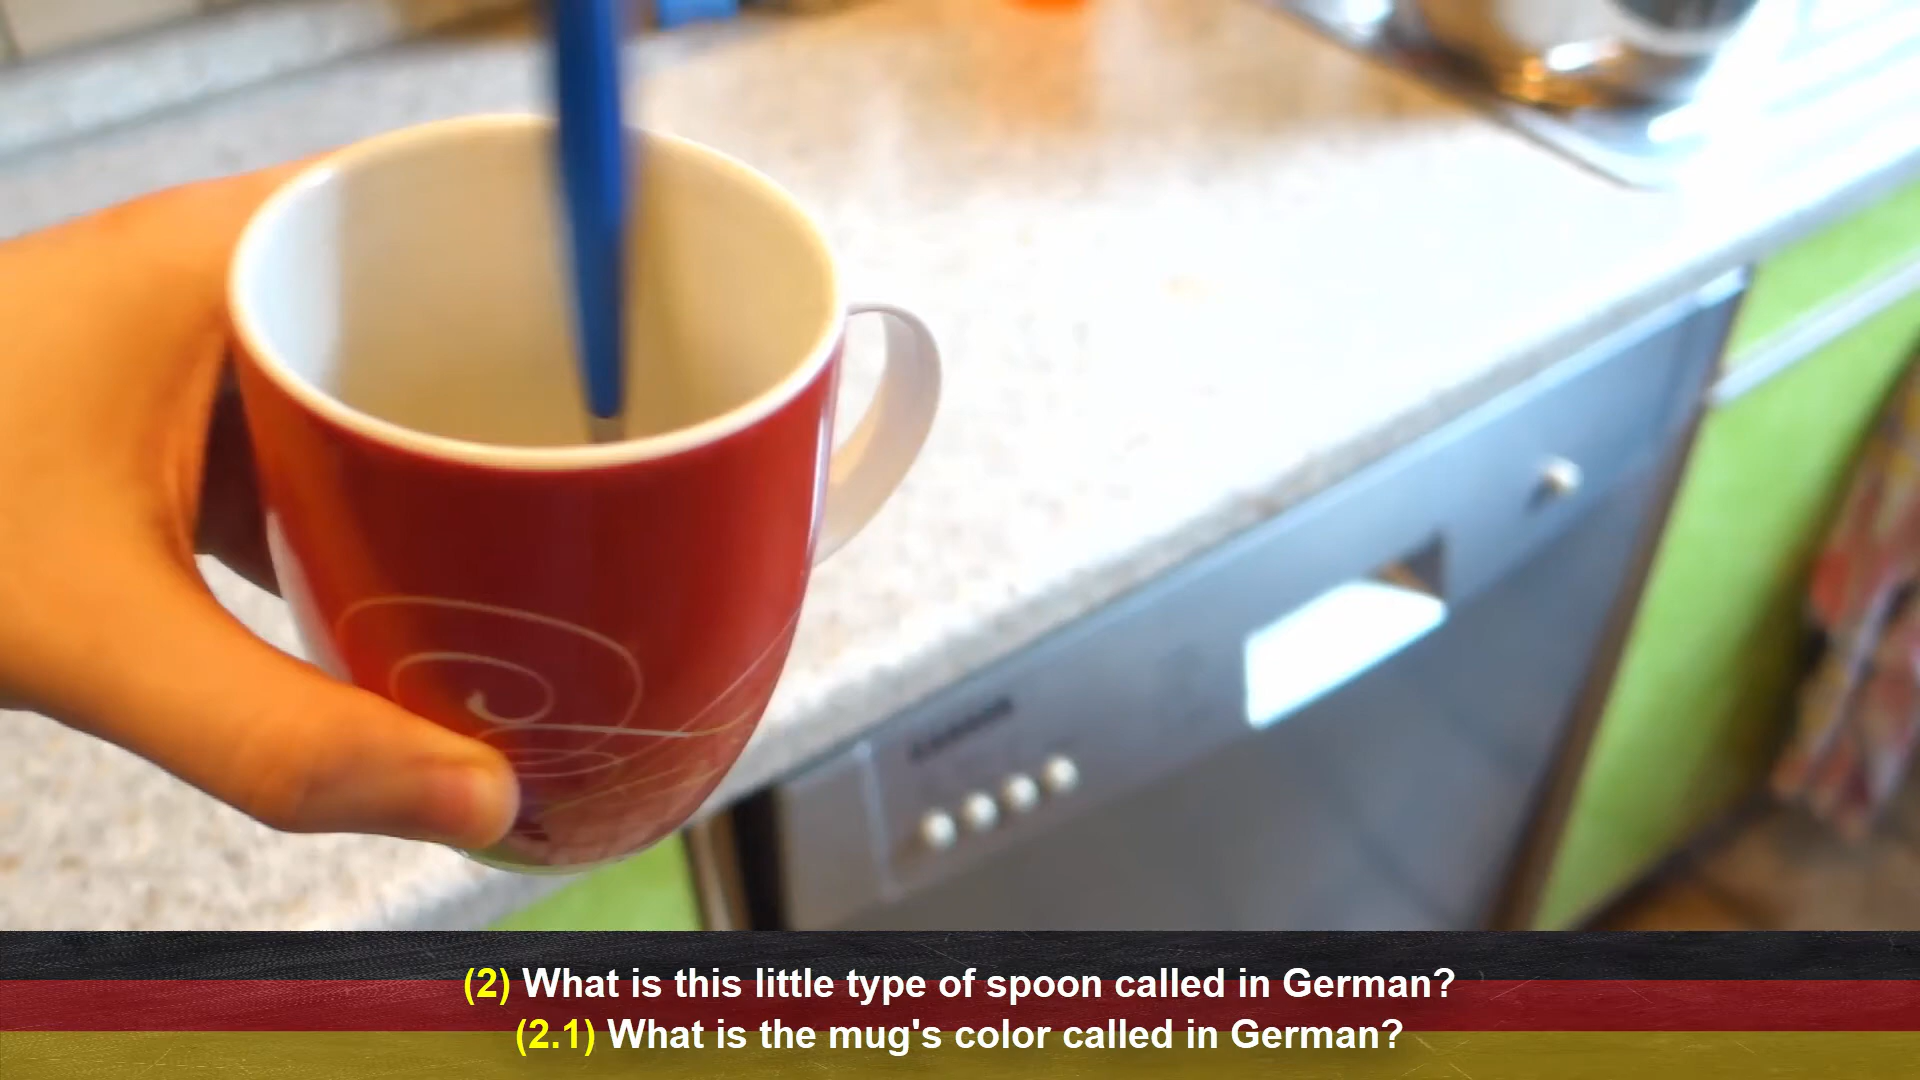 (2) What is this little type of spoon called in German?
(2.1) What is the mug's color called in German?